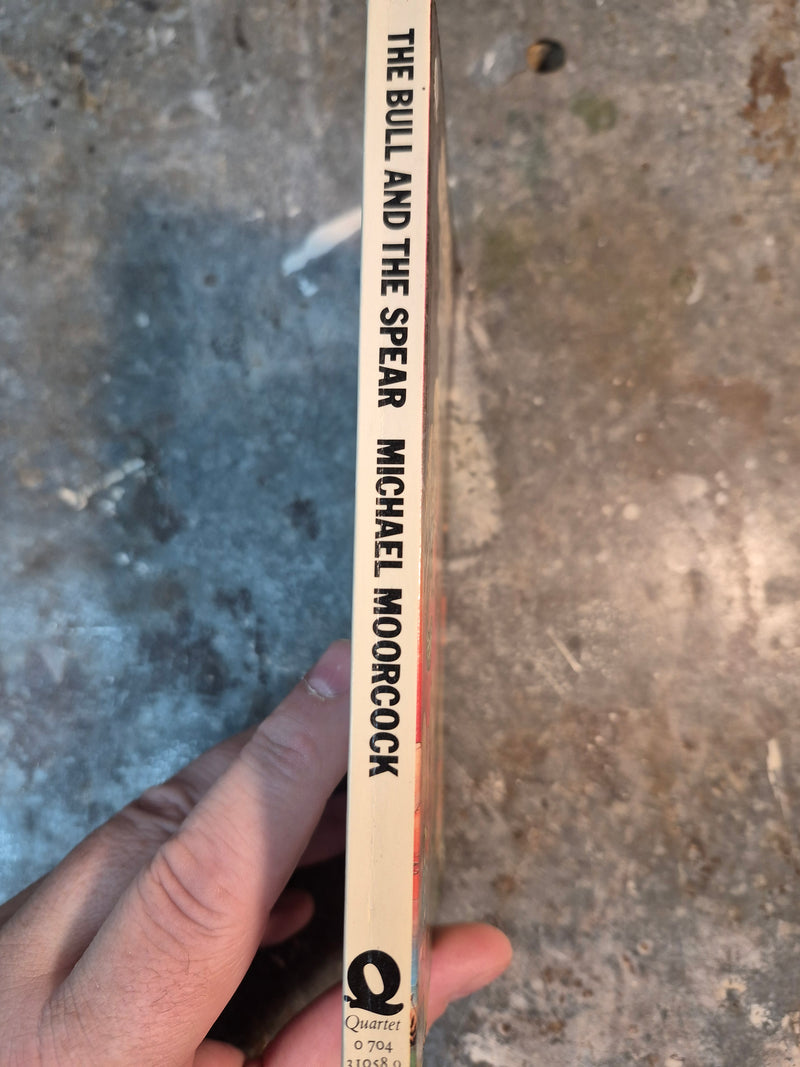 THE BULL AND THE SPEAR MICHAEL MOORCOCK
Q
Quartet
0 704
31058 9